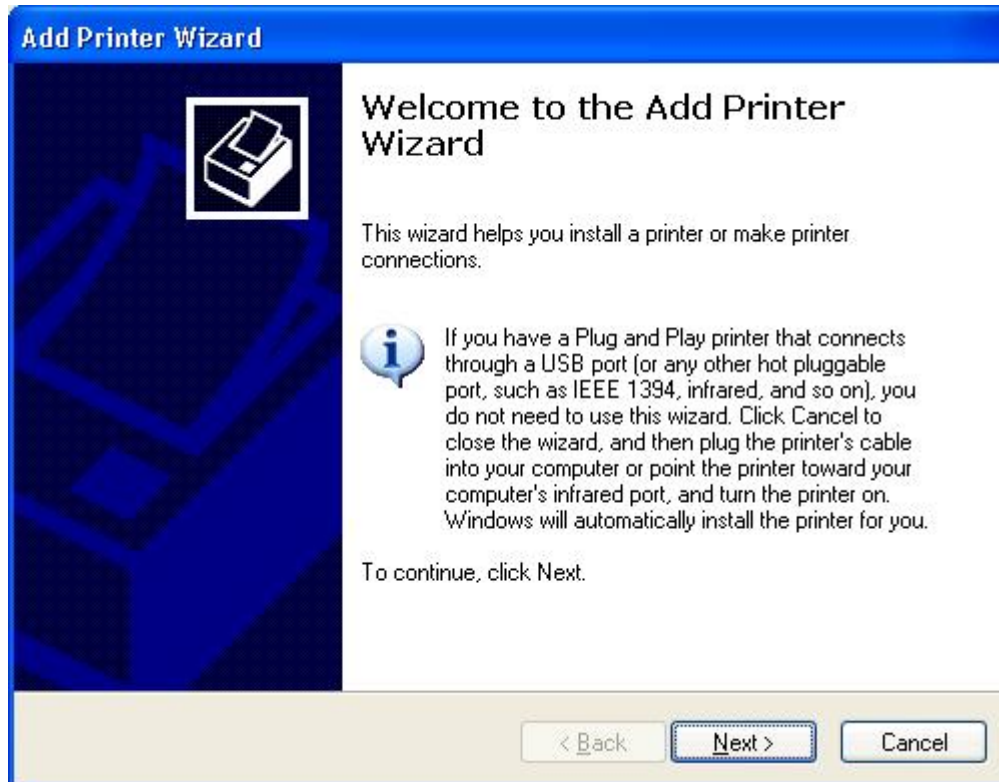 Add Printer Wizard
Welcome to the Add Printer
Wizard
This wizard helps you install a printer or make printer
connections.
If you have a Plug and Play printer that connects
through a USB port (or any other hot pluggable
port, such as IEEE 1394, infrared, and so on), you
do not need to use this wizard. Click Cancel to
close the wizard, and then plug the printer's cable
into your computer or point the printer toward your
computer's infrared port, and turn the printer on.
Windows will automatically install the printer for you.
To continue, click Next.
< Back Next > Cancel